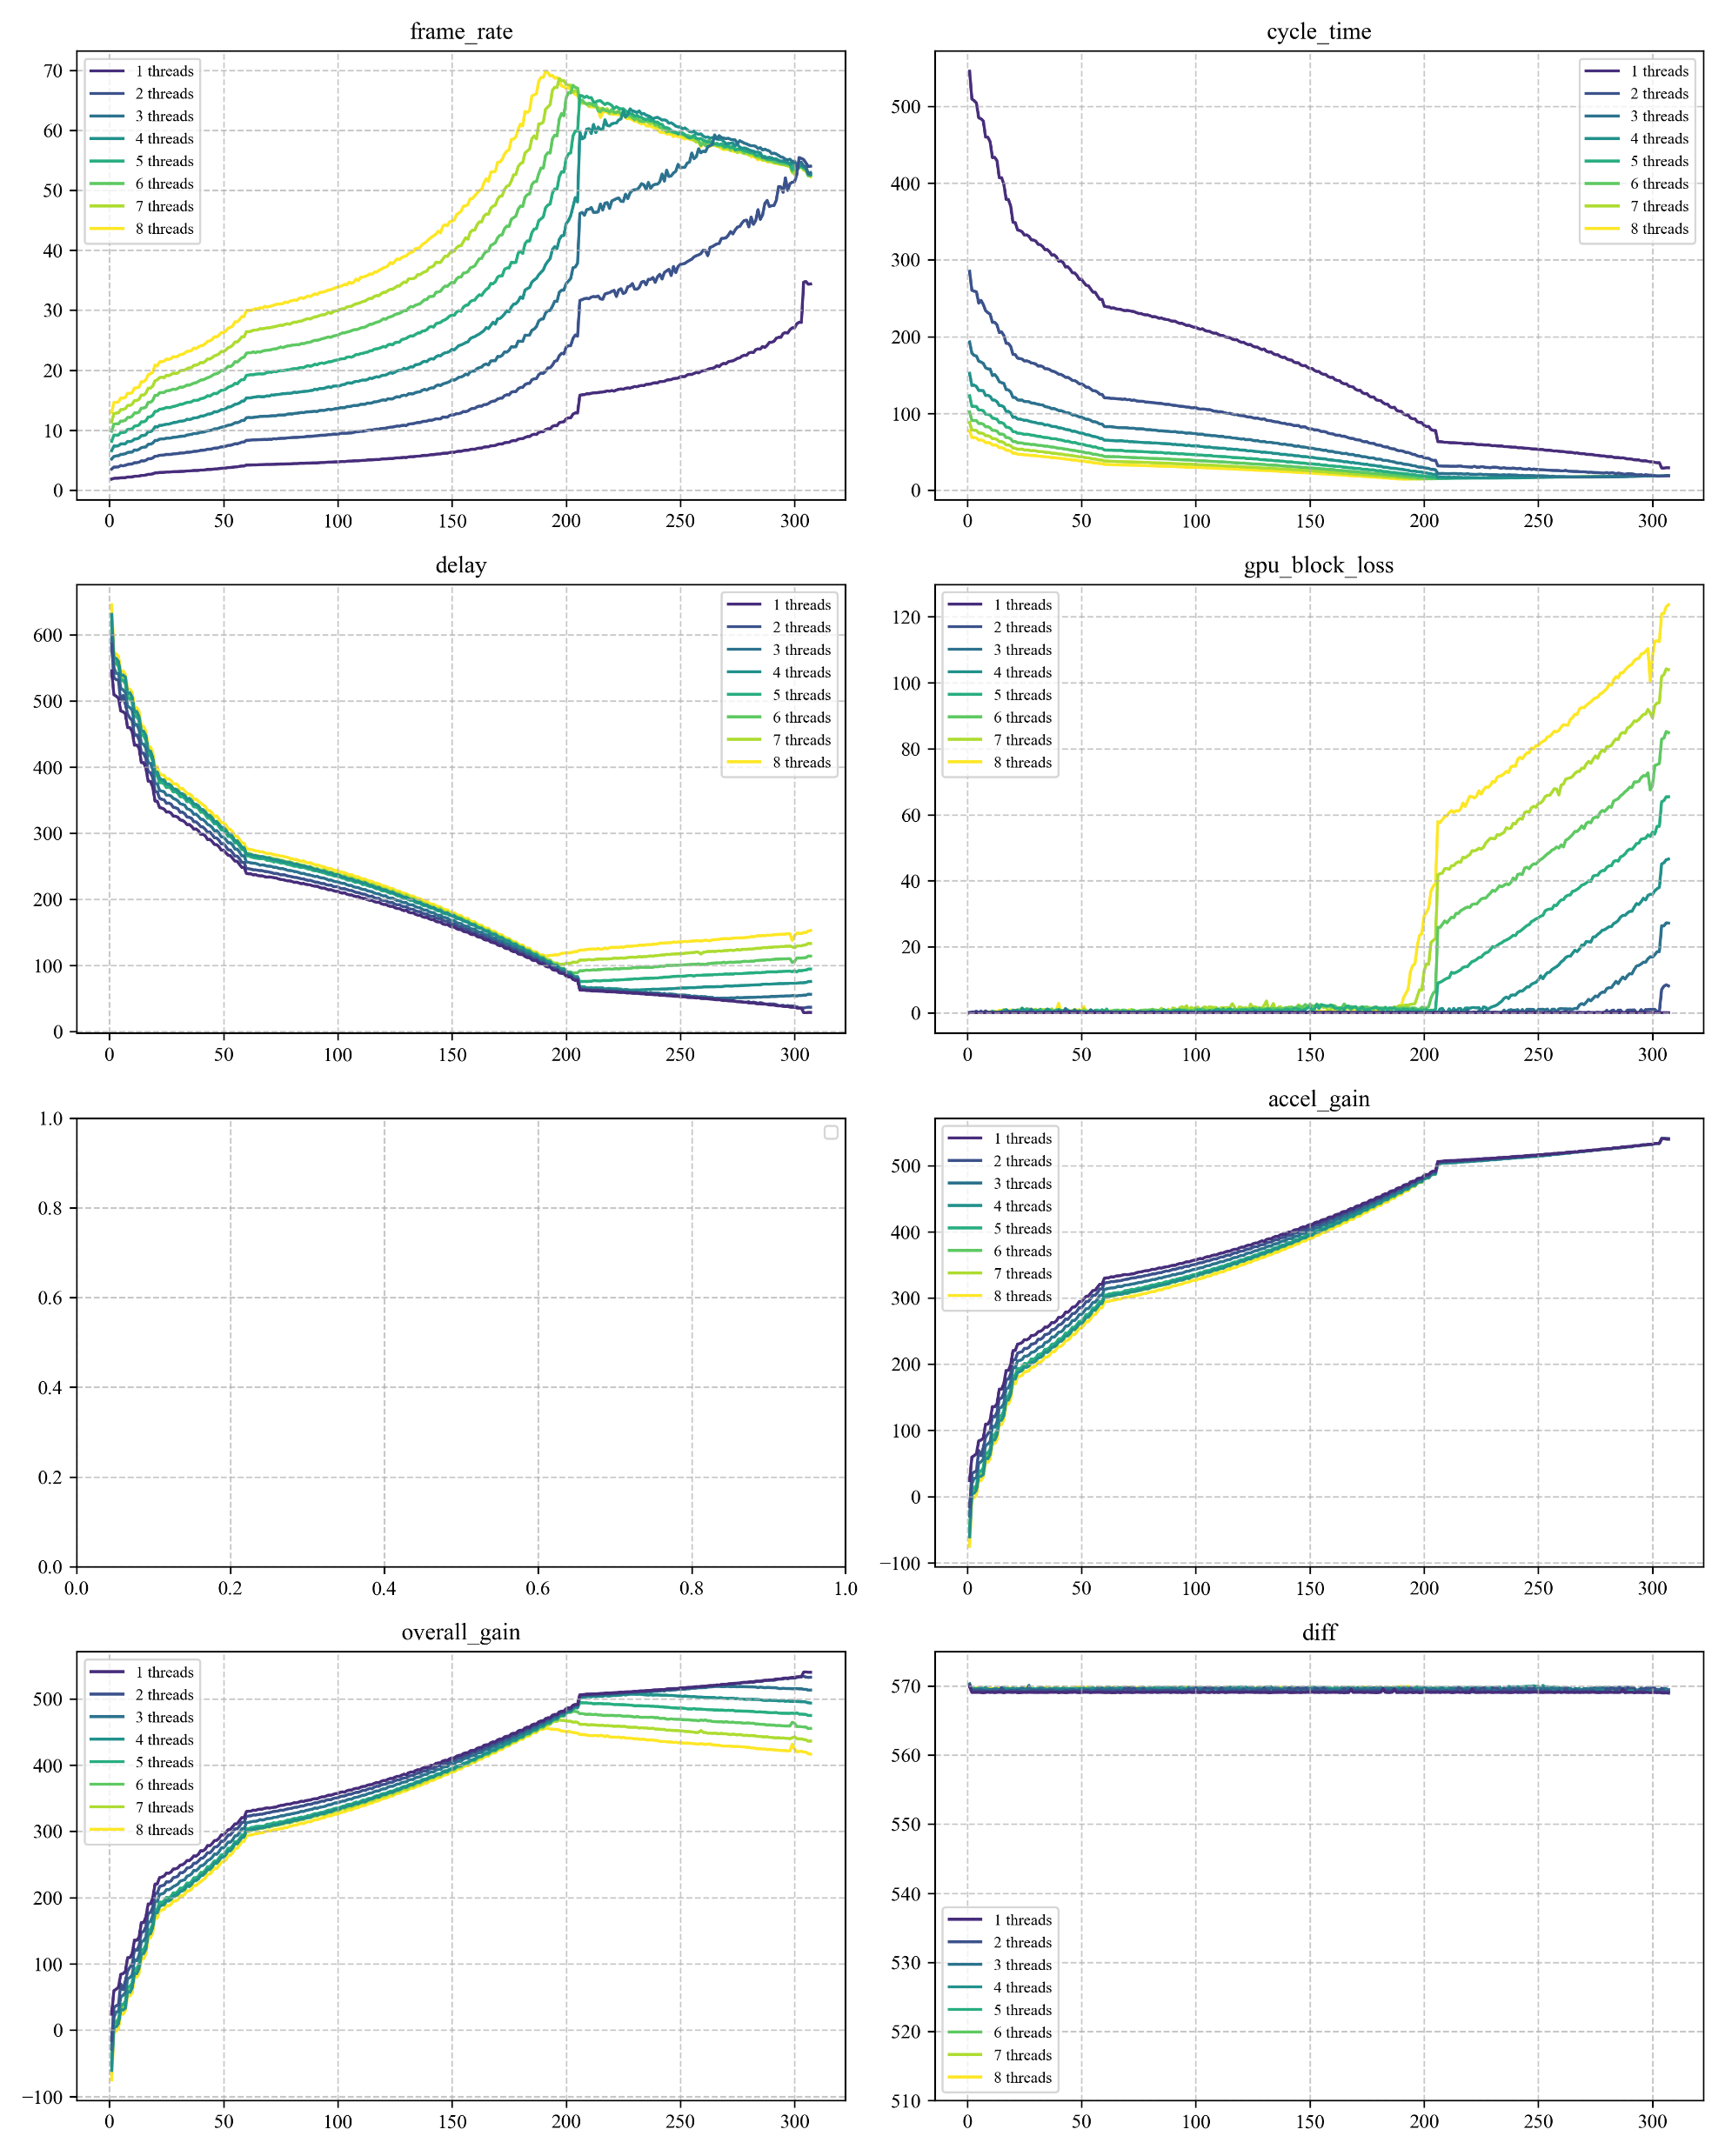 frame_rate
70
60
50
40
30
20
10
0
0 50 100 150 200 250 300
1 threads
2 threads
3 threads
4 threads
5 threads
6 threads
7 threads
8 threads
cycle_time
500
400
300
200
100
0
0 50 100 150 200 250 300
1 threads
2 threads
3 threads
4 threads
5 threads
6 threads
7 threads
8 threads
delay
600
500
400
300
200
100
0
0 50 100 150 200 250 300
1 threads
2 threads
3 threads
4 threads
5 threads
6 threads
7 threads
8 threads
gpu_block_loss
120
100
80
60
40
20
0
0 50 100 150 200 250 300
1 threads
2 threads
3 threads
4 threads
5 threads
6 threads
7 threads
8 threads
1.0
0.8
0.6
0.4
0.2
0.0
0.0 0.2 0.4 0.6 0.8 1.0
accel_gain
500
400
300
200
100
0
−100
0 50 100 150 200 250 300
1 threads
2 threads
3 threads
4 threads
5 threads
6 threads
7 threads
8 threads
overall_gain
500
400
300
200
100
0
−100
0 50 100 150 200 250 300
1 threads
2 threads
3 threads
4 threads
5 threads
6 threads
7 threads
8 threads
diff
570
560
550
540
530
520
510
0 50 100 150 200 250 300
1 threads
2 threads
3 threads
4 threads
5 threads
6 threads
7 threads
8 threads